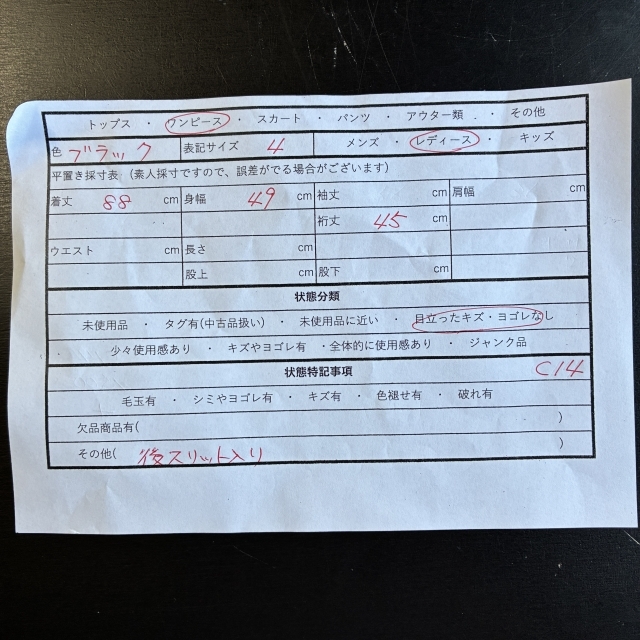 トップス ・ ワンピース ・ スカート ・ パンツ ・ アウター類 ・ その他
色 ブラック 表記サイズ 4 メンズ ・ レディース ・ キッズ
平置き採寸表 (素人採寸ですので、誤差がでる場合がございます)
着丈 88 cm 身幅 49 cm 袖丈 cm 肩幅 cm
裄丈 45 cm
ウエスト cm 長さ cm
股上 cm 股下 cm
状態分類
未使用品 ・ タグ有(中古品扱い) ・ 未使用品に近い ・ 目立ったキズ・ヨゴレなし
少々使用感あり ・ キズやヨゴレ有 ・全体的に使用感あり ・ ジャンク品
状態特記事項 C14
毛玉有 ・ シミやヨゴレ有 ・ キズ有 ・ 色褪せ有 ・ 破れ有
欠品商品有( )
その他( 後スリット入り )